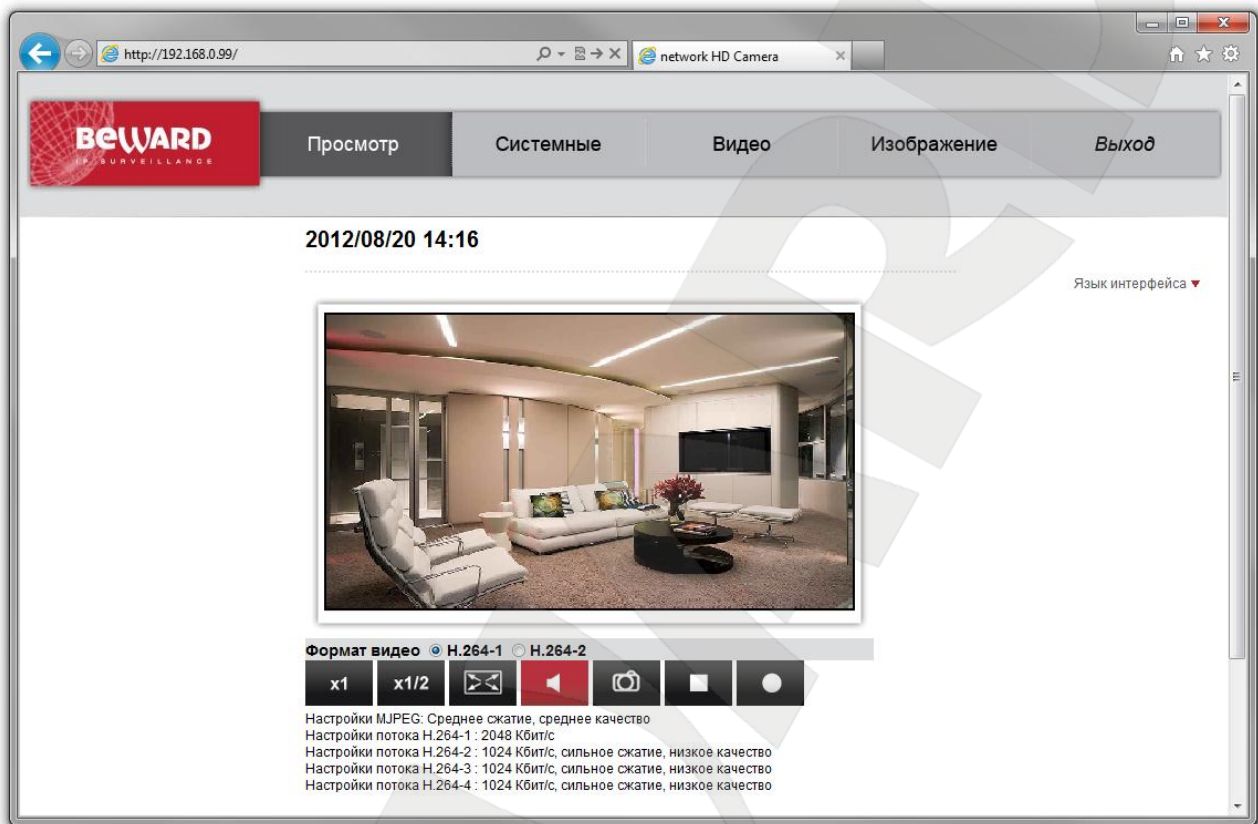 http://192.168.0.99/
network HD Camera
BEWARD
IP SURVEILLANCE
Просмотр
Системные
Видео
Изображение
Выход
2012/08/20 14:16
Язык интерфейса
Формат видео H.264-1 H.264-2
x1 x1/2
Настройки MJPEG: Среднее сжатие, среднее качество
Настройки потока H.264-1 : 2048 Кбит/с
Настройки потока H.264-2 : 1024 Кбит/с, сильное сжатие, низкое качество
Настройки потока H.264-3 : 1024 Кбит/с, сильное сжатие, низкое качество
Настройки потока H.264-4 : 1024 Кбит/с, сильное сжатие, низкое качество